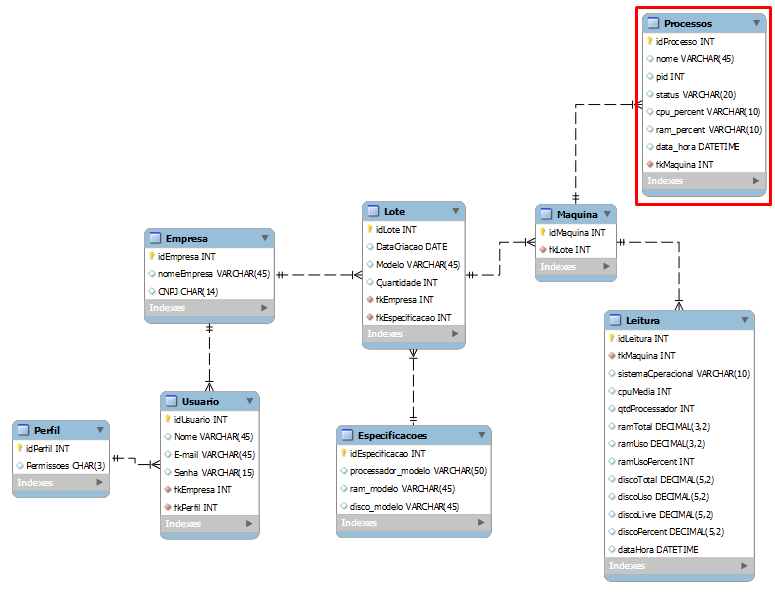 Processos
idProcesso INT
nome VARCHAR(45)
pid INT
status VARCHAR(20)
cpu_percent VARCHAR(10)
ram_percent VARCHAR(10)
data_hora DATETIME
fkMaquina INT
Indexes
Lote
idLote INT
DataCriacao DATE
Modelo VARCHAR(45)
Quantidade INT
fkEmpresa INT
fkEspecificacao INT
Indexes
Maquina
idMaquina INT
fkLote INT
Indexes
Empresa
idEmpresa INT
nomeEmpresa VARCHAR(45)
CNPJ CHAR(14)
Indexes
Leitura
idLeitura INT
fkMaquina INT
sistemaOperacional VARCHAR(10)
cpuMedia INT
qtdProcessador INT
ramTotal DECIMAL(3,2)
ramUso DECIMAL(3,2)
ramUsoPercent INT
discoTotal DECIMAL(5,2)
discoUso DECIMAL(5,2)
discoLivre DECIMAL(5,2)
discoPercent DECIMAL(5,2)
dataHora DATETIME
Indexes
Usuario
idUsuario INT
Nome VARCHAR(45)
E-mail VARCHAR(45)
Senha VARCHAR(15)
fkEmpresa INT
fkPerfil INT
Indexes
Perfil
idPerfil INT
Permissoes CHAR(3)
Indexes
Especificacoes
idEspecificacao INT
processador_modelo VARCHAR(50)
ram_modelo VARCHAR(45)
disco_modelo VARCHAR(45)
Indexes